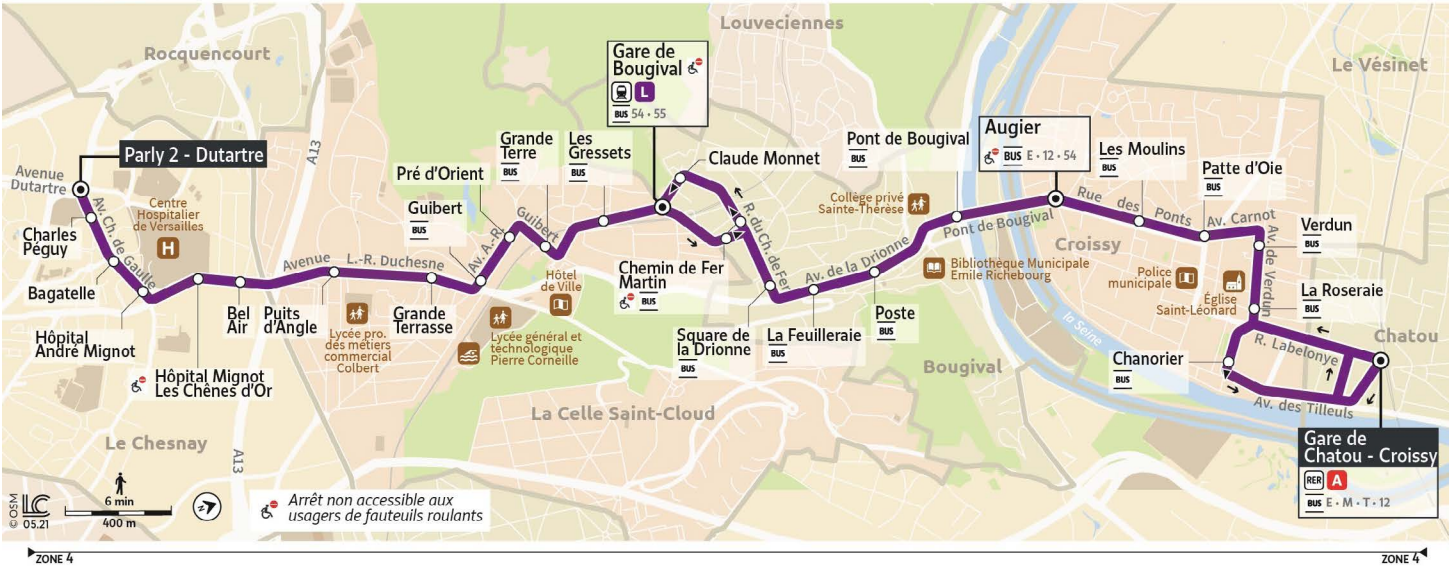 Louveciennes
Rocquencourt
Le Vésinet
Gare de
Bougival
L
BUS 54 • 55
A13
Parly 2 - Dutartre
Avenue
Dutartre
Av. Ch. de Gaulle
Charles
Péguy
Bagatelle
Centre
Hospitalier
de Versailles
H
Hôpital
André Mignot
Hôpital Mignot
Les Chênes d'Or
Bel
Air
Puits
d'Angle
Avenue L.-R. Duchesne
Lycée pro.
des métiers
commercial
Colbert
Grande
Terrasse
Guibert
BUS
Pré d'Orient
Av. A.-R.
Guibert
Grande
Terre
BUS
Les
Gressets
BUS
Hôtel
de Ville
Lycée général et
technologique
Pierre Corneille
Claude Monnet
R. du Ch. de Fer
Chemin de Fer
Martin
BUS
Square de
la Drionne
BUS
La Feuilleraie
BUS
Av. de la Drionne
Poste
BUS
Collège privé
Sainte-Thérèse
Pont de Bougival
BUS
Pont de Bougival
Bibliothèque Municipale
Emile Richebourg
Augier
BUS E • 12 • 54
Les Moulins
BUS
Rue des Ponts
Patte d'Oie
BUS
Av. Carnot
Croissy
Verdun
BUS
Av. de Verdun
Police
municipale
Église
Saint-Léonard
La Roseraie
BUS
la Seine
Chanorier
BUS
R. Labelonye
Av. des Tilleuls
Chatou
Bougival
La Celle Saint-Cloud
Le Chesnay
A13
Gare de
Chatou - Croissy
RER A
BUS E • M • T • 12
© OSM
LC
05.21
6 min
400 m
Arrêt non accessible aux
usagers de fauteuils roulants
ZONE 4
ZONE 4